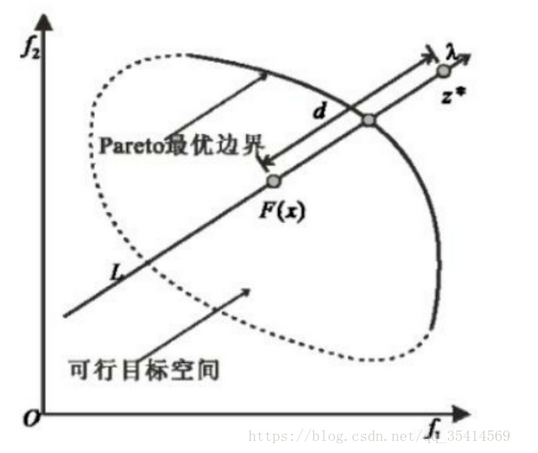 f₂
λ
z*
d
Pareto最优边界
F(x)
L
可行目标空间
O
f₁
https://blog.csdn.net/
35414569